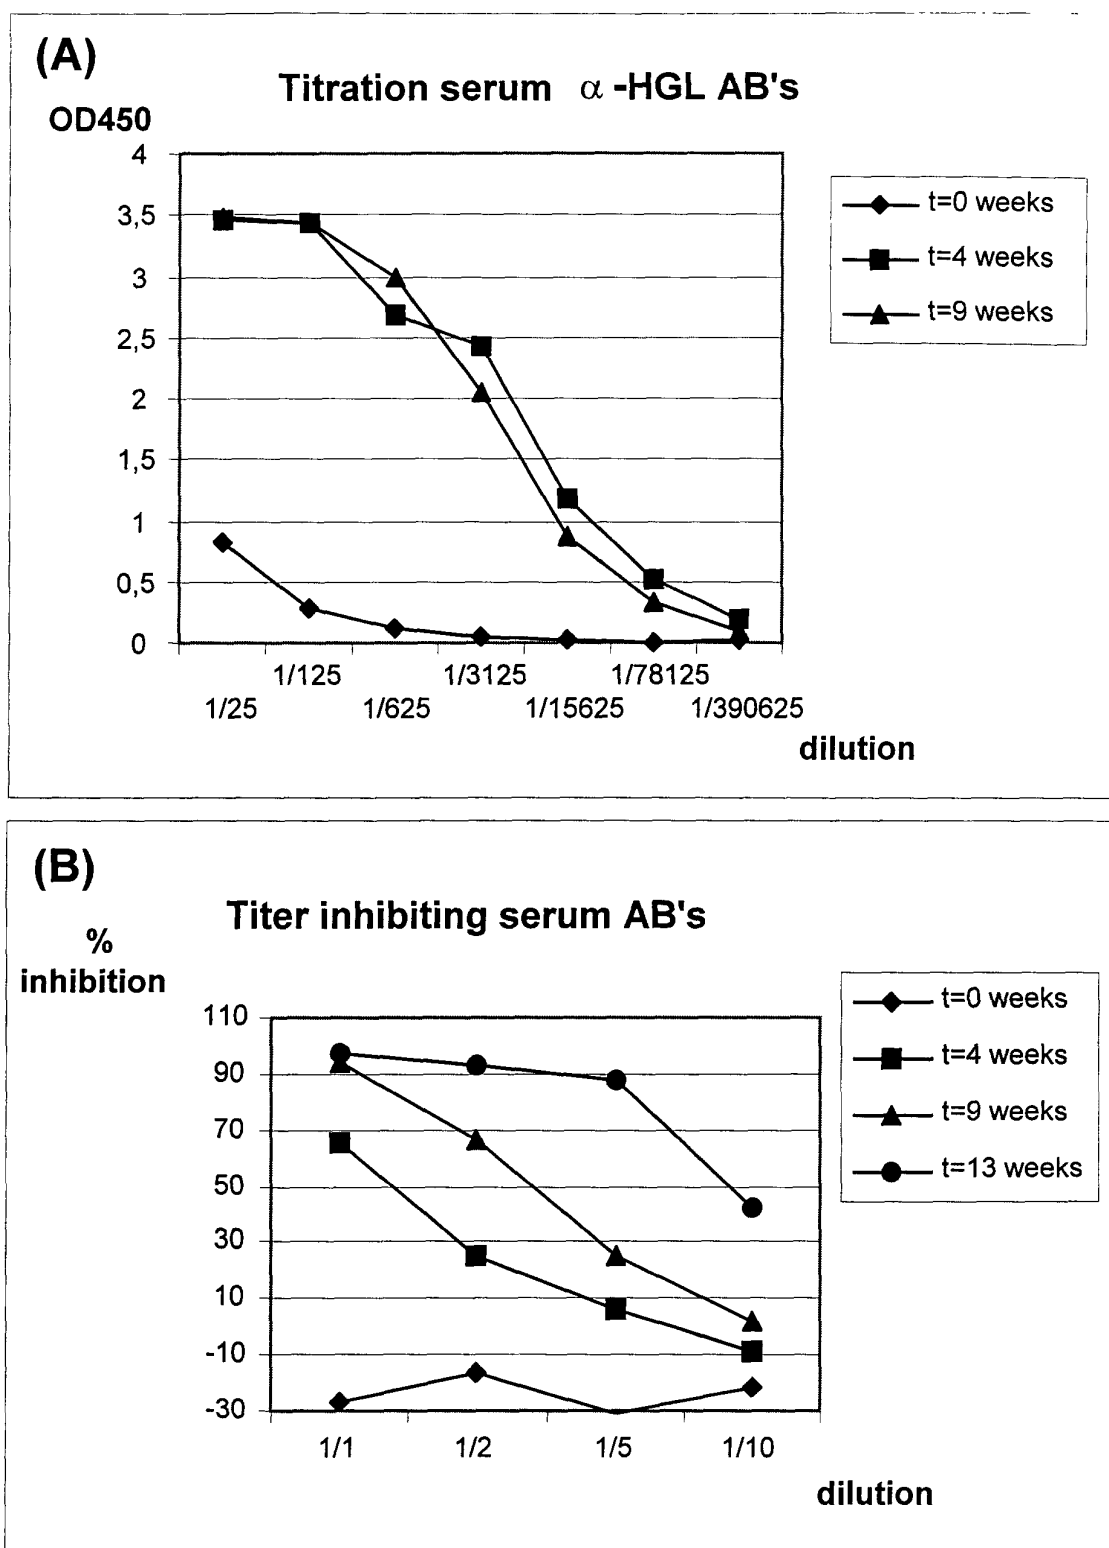 (A)
Titration serum α -HGL AB's
OD450
4
3,5
3
2,5
2
1,5
1
0,5
0
1/125 1/3125 1/78125
1/25 1/625 1/15625 1/390625
dilution
t=0 weeks
t=4 weeks
t=9 weeks
(B)
Titer inhibiting serum AB's
%
inhibition
110
90
70
50
30
10
-10
-30
1/1 1/2 1/5 1/10
dilution
t=0 weeks
t=4 weeks
t=9 weeks
t=13 weeks